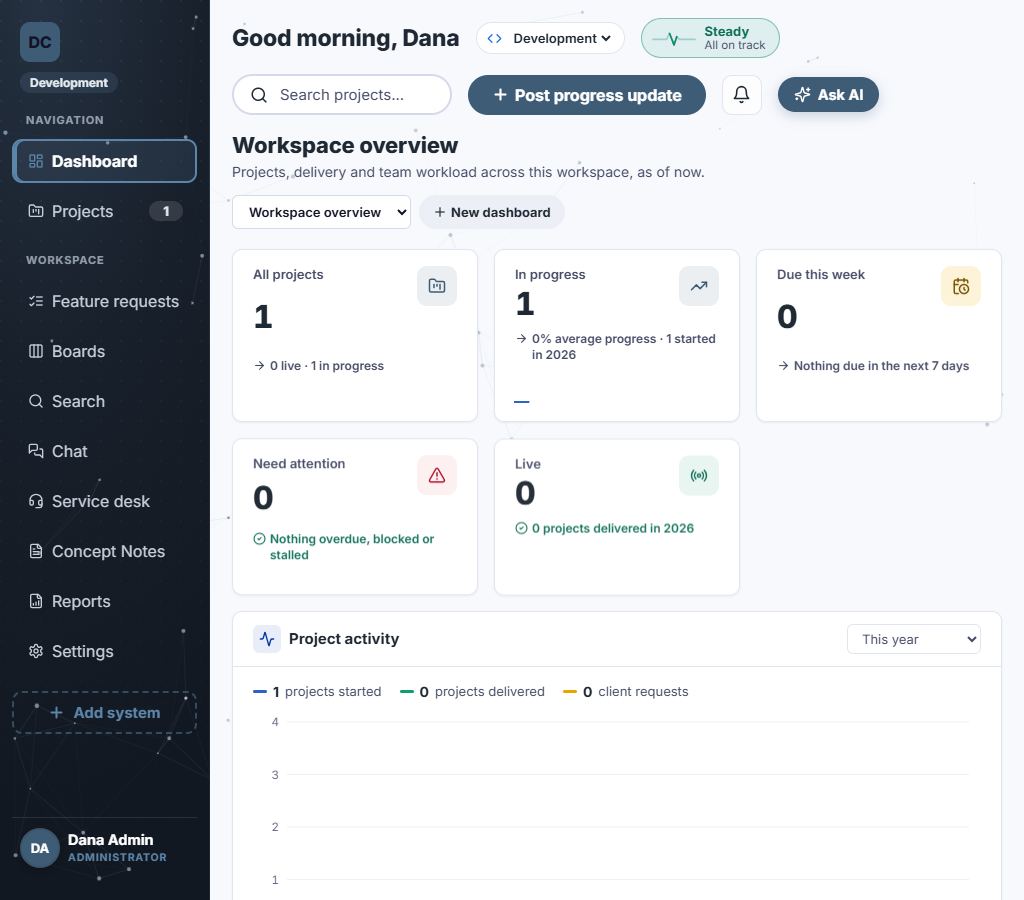 DC
Development
NAVIGATION
Dashboard
Projects 1
WORKSPACE
Feature requests
Boards
Search
Chat
Service desk
Concept Notes
Reports
Settings
Add system
DA
Dana Admin
ADMINISTRATOR
Good morning, Dana
Development
Steady
All on track
Search projects...
Post progress update
Ask AI
Workspace overview
Projects, delivery and team workload across this workspace, as of now.
Workspace overview
New dashboard
All projects
1
0 live · 1 in progress
In progress
1
0% average progress · 1 started
in 2026
Due this week
0
Nothing due in the next 7 days
Need attention
0
Nothing overdue, blocked or
stalled
Live
0
0 projects delivered in 2026
Project activity
This year
1 projects started 0 projects delivered 0 client requests
4
3
2
1